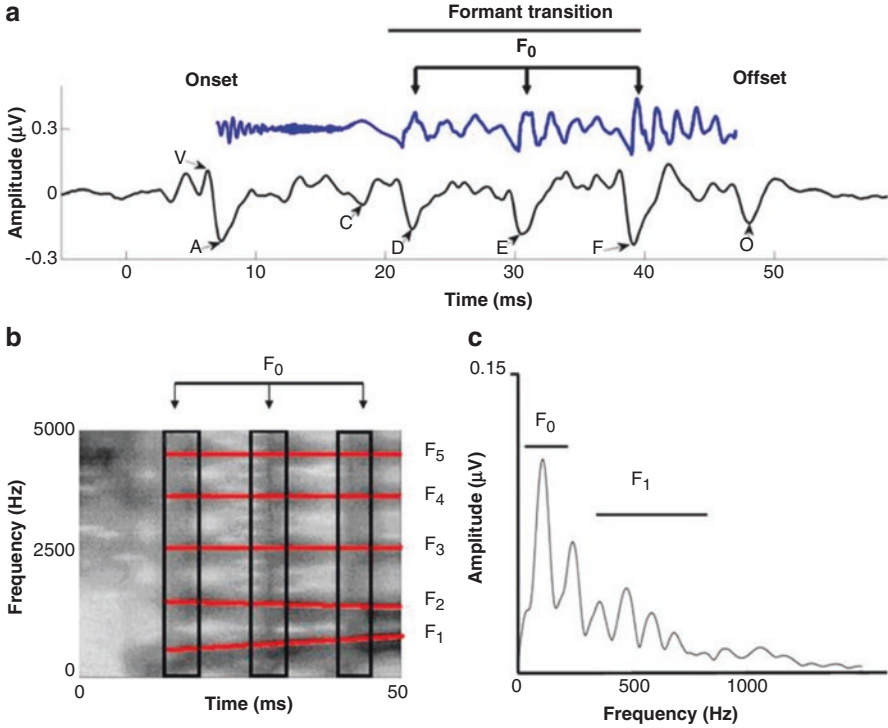 a
Formant transition
F0
Onset
Offset
Amplitude (μV)
0.3
0
-0.3
V
A
C
D
E
F
O
0 10 20 30 40 50
Time (ms)
b
F0
5000
2500
0
Frequency (Hz)
F5
F4
F3
F2
F1
0 50
Time (ms)
c
0.15
F0
F1
Amplitude (μV)
0 500 1000
Frequency (Hz)